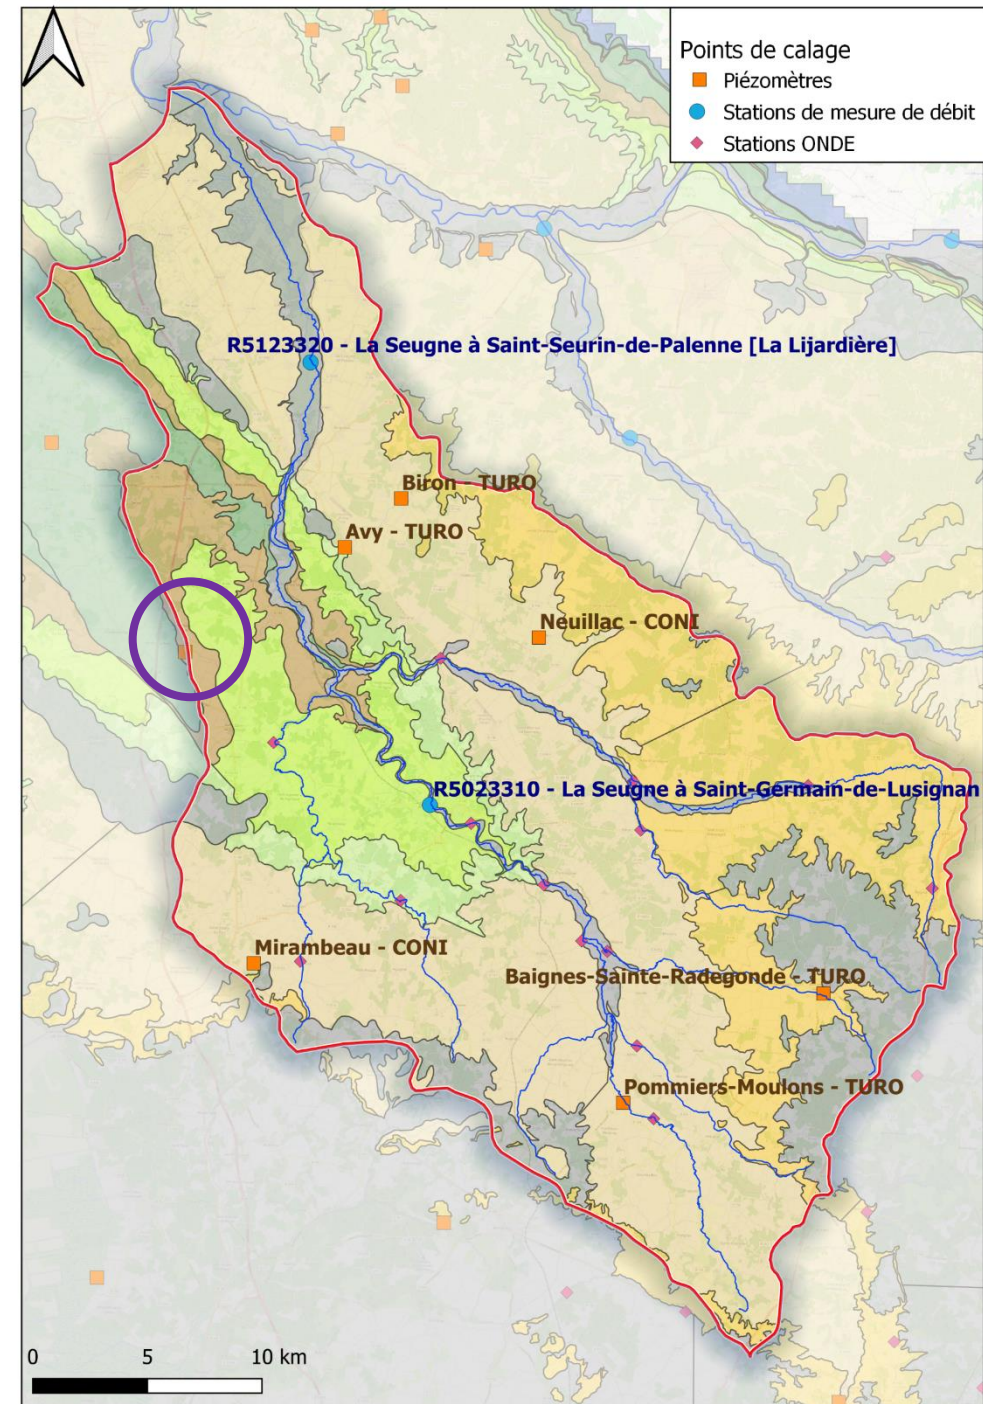 Points de calage
Piézomètres
Stations de mesure de débit
Stations ONDE
R5123320 - La Seugne à Saint-Seurin-de-Palenne [La Lijardière]
Biron - TURO
Avy - TURO
Neuillac - CONI
R5023310 - La Seugne à Saint-Germain-de-Lusignan
Mirambeau - CONI
Baignes-Sainte-Radegonde - TURO
Pommiers-Moulons - TURO
0 5 10 km